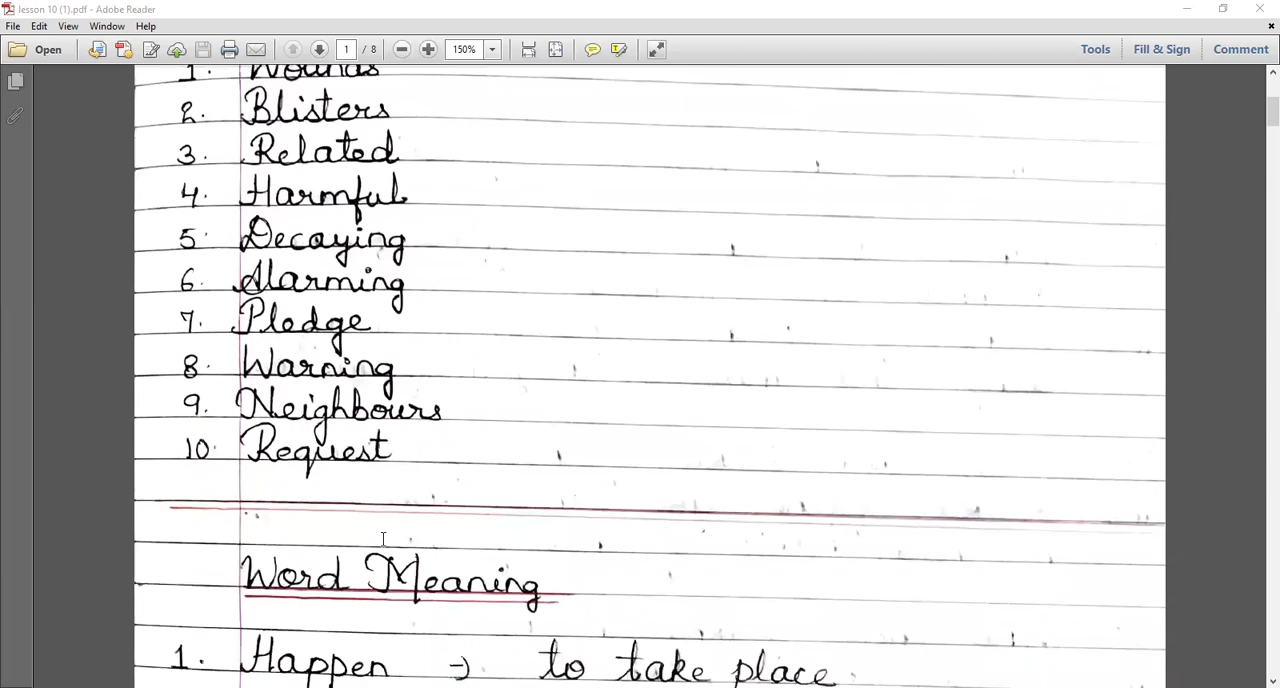 lesson 10 (1).pdf - Adobe Reader
File Edit View Window Help
Open 1 / 8 150% Tools Fill & Sign Comment
1. Wounds
2. Blisters
3. Related
4. Harmful
5. Decaying
6. Alarming
7. Pledge
8. Warning
9. Neighbours
10. Request
Word Meaning
1. Happen → to take place.